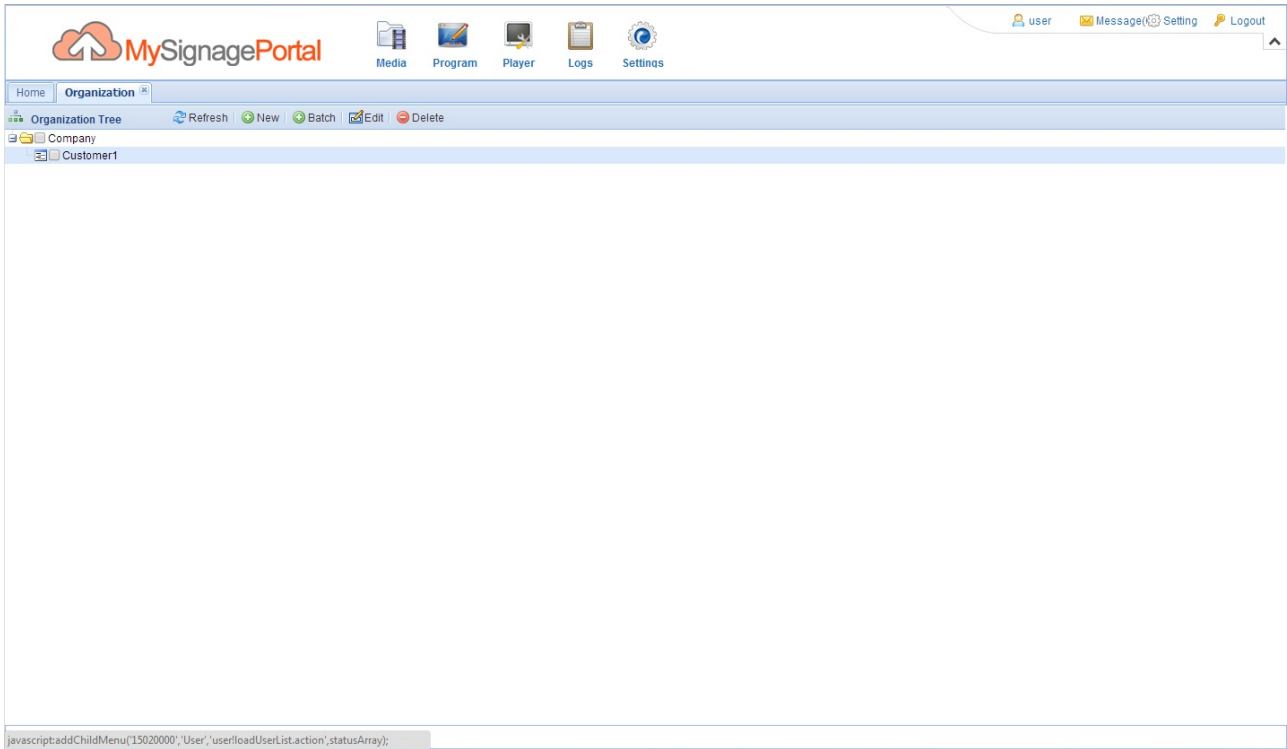 user Message( Setting Logout
MySignagePortal
Media Program Player Logs Settings
Home Organization
Organization Tree Refresh New Batch Edit Delete
Company
Customer1
javascript:addChildMenu('15020000','User','user!loadUserList.action',statusArray);